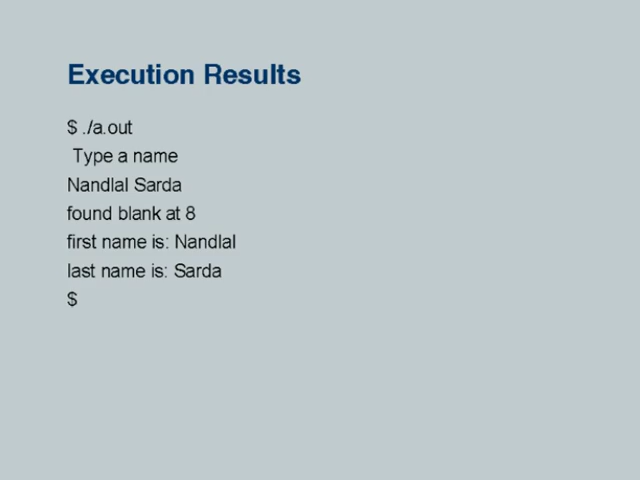 Execution Results
$ ./a.out
Type a name
Nandlal Sarda
found blank at 8
first name is: Nandlal
last name is: Sarda
$